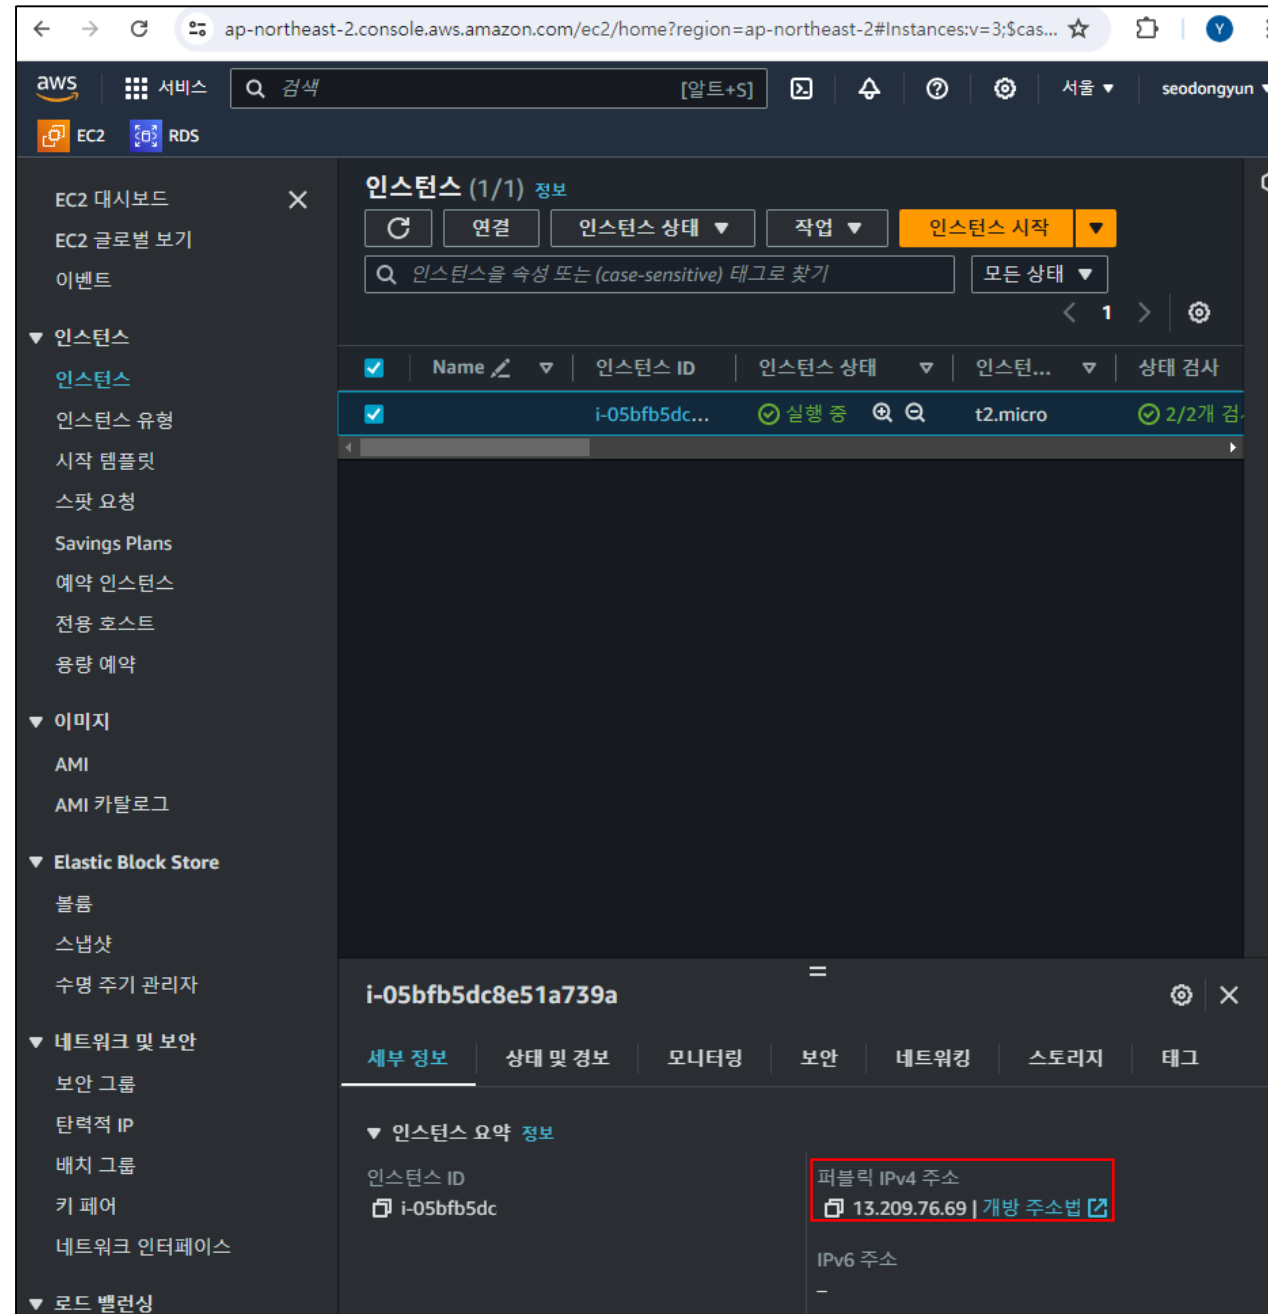 ap-northeast-2.console.aws.amazon.com/ec2/home?region=ap-northeast-2#Instances:v=3;$cas...
Y
aws
서비스
검색
[알트+S]
서울
seodongyun
EC2
RDS
EC2 대시보드
EC2 글로벌 보기
이벤트
인스턴스
인스턴스
인스턴스 유형
시작 템플릿
스팟 요청
Savings Plans
예약 인스턴스
전용 호스트
용량 예약
이미지
AMI
AMI 카탈로그
Elastic Block Store
볼륨
스냅샷
수명 주기 관리자
네트워크 및 보안
보안 그룹
탄력적 IP
배치 그룹
키 페어
네트워크 인터페이스
로드 밸런싱
인스턴스 (1/1) 정보
연결
인스턴스 상태
작업
인스턴스 시작
인스턴스을 속성 또는 (case-sensitive) 태그로 찾기
모든 상태
1
Name
인스턴스 ID
인스턴스 상태
인스턴...
상태 검사
i-05bfb5dc...
실행 중
t2.micro
2/2개 검
i-05bfb5dc8e51a739a
세부 정보
상태 및 경보
모니터링
보안
네트워킹
스토리지
태그
인스턴스 요약 정보
인스턴스 ID
i-05bfb5dc
퍼블릭 IPv4 주소
13.209.76.69 | 개방 주소법
IPv6 주소
–